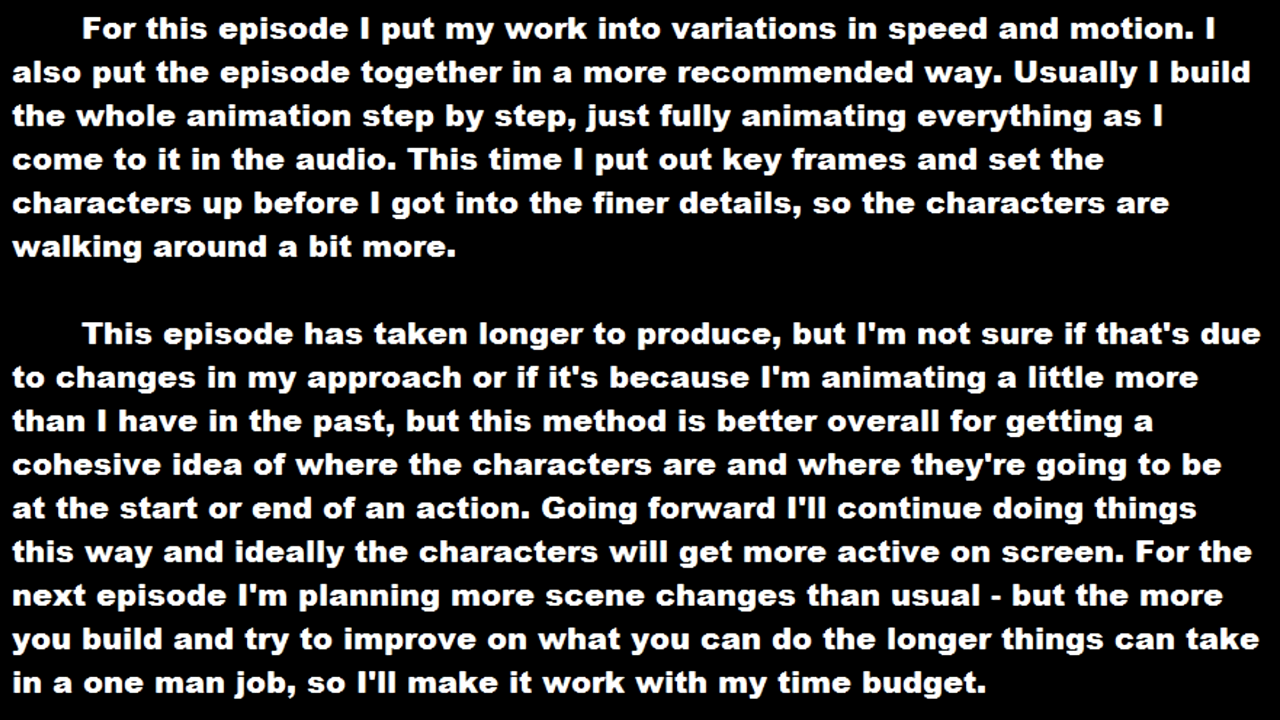 For this episode I put my work into variations in speed and motion. I
also put the episode together in a more recommended way. Usually I build
the whole animation step by step, just fully animating everything as I
come to it in the audio. This time I put out key frames and set the
characters up before I got into the finer details, so the characters are
walking around a bit more.
This episode has taken longer to produce, but I'm not sure if that's due
to changes in my approach or if it's because I'm animating a little more
than I have in the past, but this method is better overall for getting a
cohesive idea of where the characters are and where they're going to be
at the start or end of an action. Going forward I'll continue doing things
this way and ideally the characters will get more active on screen. For the
next episode I'm planning more scene changes than usual - but the more
you build and try to improve on what you can do the longer things can take
in a one man job, so I'll make it work with my time budget.